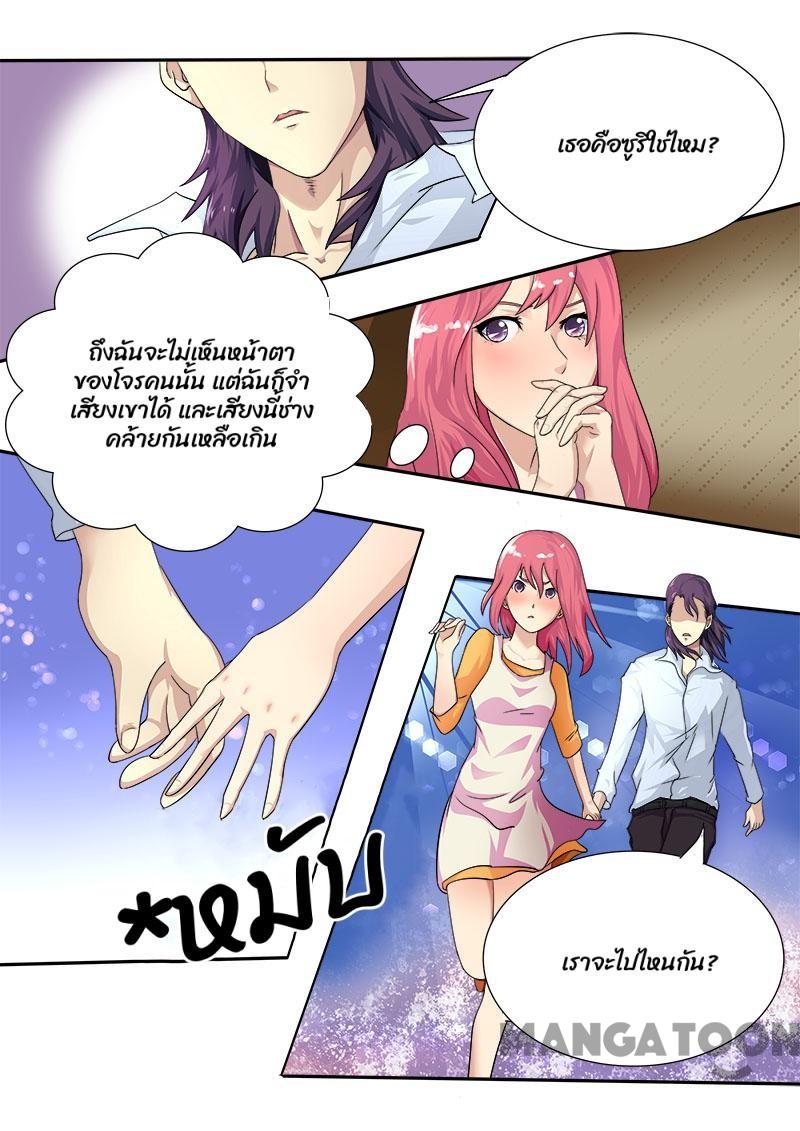 เธอคือซูรีใช่ไหม?
ถึงฉันจะไม่เห็นหน้าตา
ของโจรคนนั้น แต่ฉันก็จำ
เสียงเขาได้ และเสียงนี้ช่าง
คล้ายกันเหลือเกิน
*หมับ
เราจะไปไหนกัน?
MANGATOON